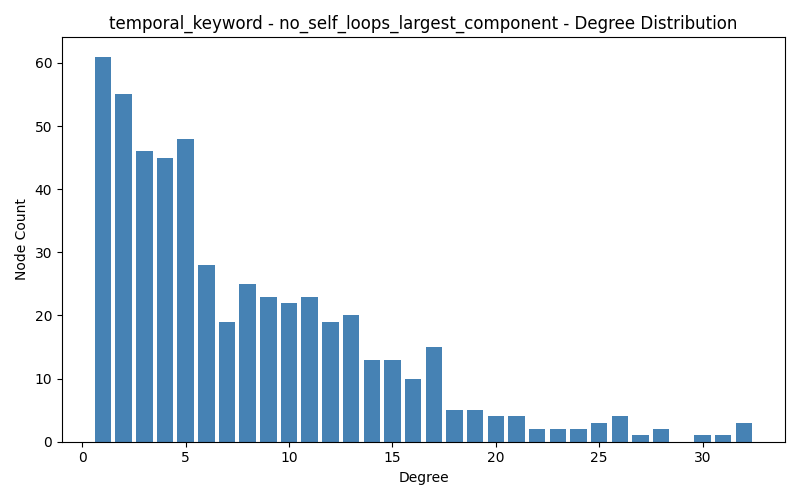 temporal_keyword - no_self_loops_largest_component - Degree Distribution
Node Count
60
50
40
30
20
10
0
0 5 10 15 20 25 30
Degree